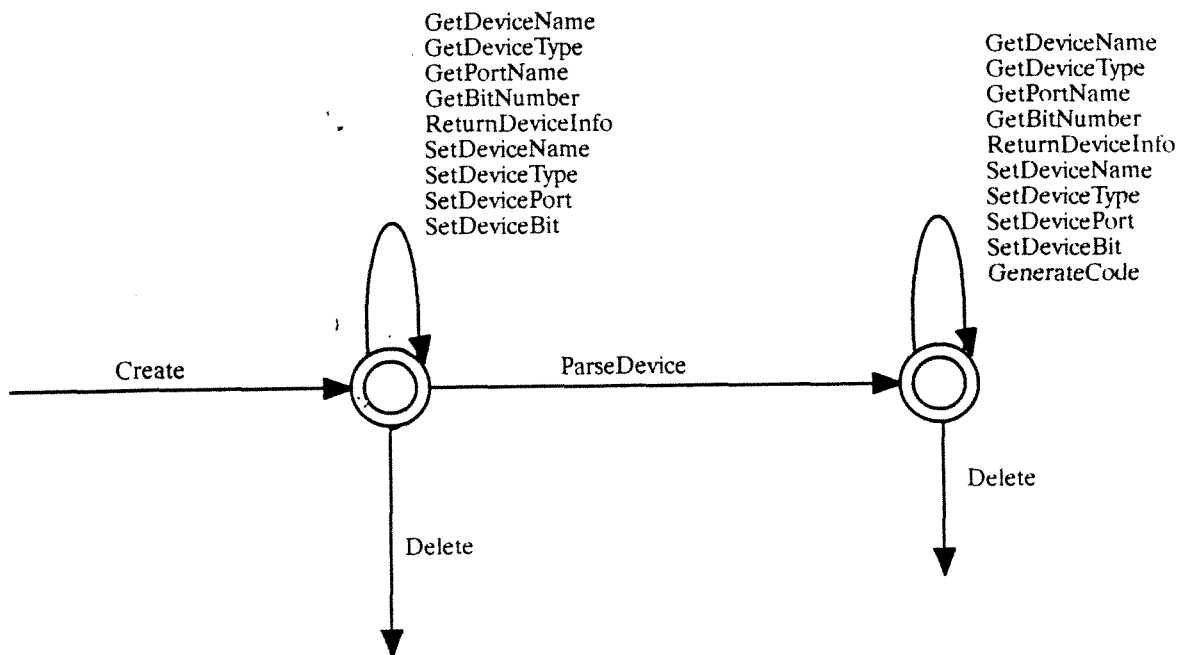 GetDeviceName
GetDeviceType
GetPortName
GetBitNumber
ReturnDeviceInfo
SetDeviceName
SetDeviceType
SetDevicePort
SetDeviceBit
GetDeviceName
GetDeviceType
GetPortName
GetBitNumber
ReturnDeviceInfo
SetDeviceName
SetDeviceType
SetDevicePort
SetDeviceBit
GenerateCode
Create
ParseDevice
Delete
Delete